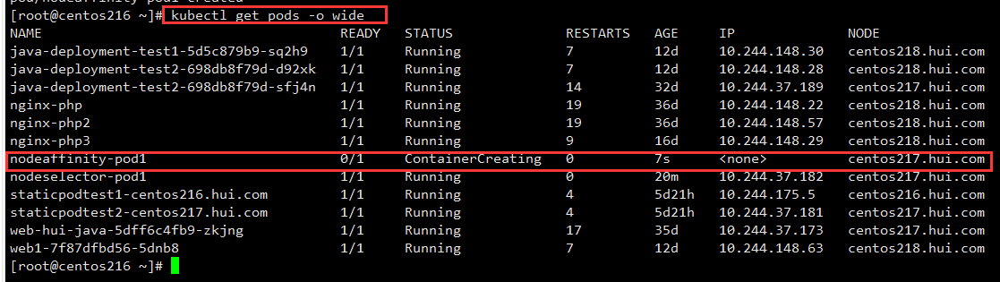 pod/nodeaffinity-pod1 created
[root@centos216 ~]# kubectl get pods -o wide
NAME READY STATUS RESTARTS AGE IP NODE
java-deployment-test1-5d5c879b9-sq2h9 1/1 Running 7 12d 10.244.148.30 centos218.hui.com
java-deployment-test2-698db8f79d-d92xk 1/1 Running 7 12d 10.244.148.28 centos218.hui.com
java-deployment-test2-698db8f79d-sfj4n 1/1 Running 14 32d 10.244.37.189 centos217.hui.com
nginx-php 1/1 Running 19 36d 10.244.148.22 centos218.hui.com
nginx-php2 1/1 Running 19 36d 10.244.148.57 centos218.hui.com
nginx-php3 1/1 Running 9 16d 10.244.148.29 centos218.hui.com
nodeaffinity-pod1 0/1 ContainerCreating 0 7s <none> centos217.hui.com
nodeselector-pod1 1/1 Running 0 20m 10.244.37.182 centos217.hui.com
staticpodtest1-centos216.hui.com 1/1 Running 4 5d21h 10.244.175.5 centos216.hui.com
staticpodtest2-centos217.hui.com 1/1 Running 4 5d21h 10.244.37.181 centos217.hui.com
web-hui-java-5dff6c4fb9-zkjng 1/1 Running 17 35d 10.244.37.173 centos217.hui.com
web1-7f87dfbd56-5dnb8 1/1 Running 7 12d 10.244.148.63 centos218.hui.com
[root@centos216 ~]#